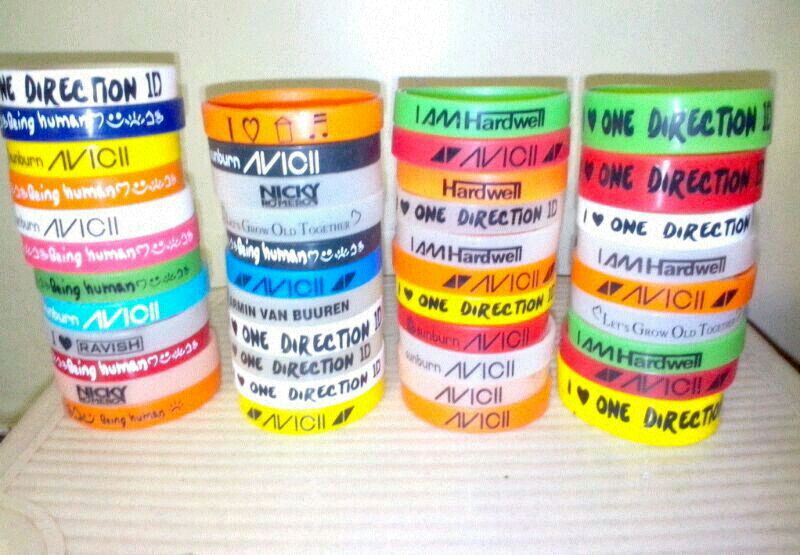 NE DIRECTION 1D
Being human
sunburn AVICII
Being human
sunburn AVICII
Being human
Being human
sunburn AVICII
I ♥ RAVISH
Being human
NICKY ROMERO
Being human
I ♡
sunburn AVICII
NICKY
ROMERO
LET'S GROW OLD TOGETHER
Being human
AVICII
ARMIN VAN BUUREN
I ♥ ONE DIRECTION 1D
♥ ONE DIRECTION 1D
I ♥ ONE DIRECTION 1D
AVICII
I AM Hardwell
AVICII
Hardwell
I ♥ ONE DIRECTION 1D
I AM Hardwell
AVICII
I ♥ ONE DIRECTION 1D
sunburn AVICII
sunburn AVICII
AVICII
AVICII
I ♥ ONE DIRECTION 1D
I ♥ ONE DIRECTION 1D
I ♥ ONE DIRECTION
I AM Hardwell
AVICII
LET'S GROW OLD TOGETHER
I AM Hardwell
AVICII
I ♥ ONE DIRECTION